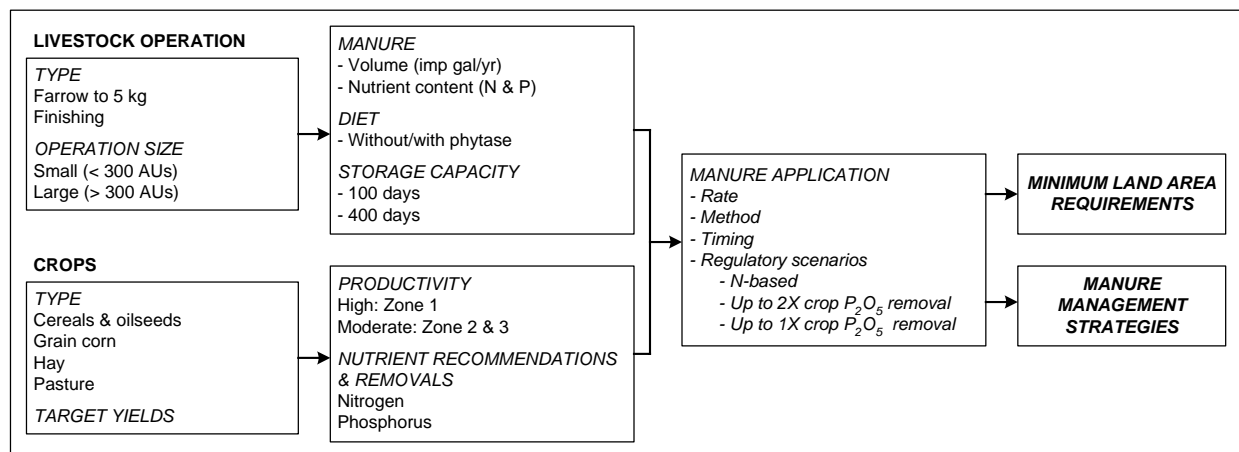 LIVESTOCK OPERATION
TYPE
Farrow to 5 kg
Finishing
OPERATION SIZE
Small (< 300 AUs)
Large (> 300 AUs)
MANURE
- Volume (imp gal/yr)
- Nutrient content (N & P)
DIET
- Without/with phytase
STORAGE CAPACITY
- 100 days
- 400 days
CROPS
TYPE
Cereals & oilseeds
Grain corn
Hay
Pasture
TARGET YIELDS
PRODUCTIVITY
High: Zone 1
Moderate: Zone 2 & 3
NUTRIENT RECOMMENDATIONS
& REMOVALS
Nitrogen
Phosphorus
MANURE APPLICATION
- Rate
- Method
- Timing
- Regulatory scenarios
- N-based
- Up to 2X crop P₂O₅ removal
- Up to 1X crop P₂O₅ removal
MINIMUM LAND AREA
REQUIREMENTS
MANURE
MANAGEMENT
STRATEGIES